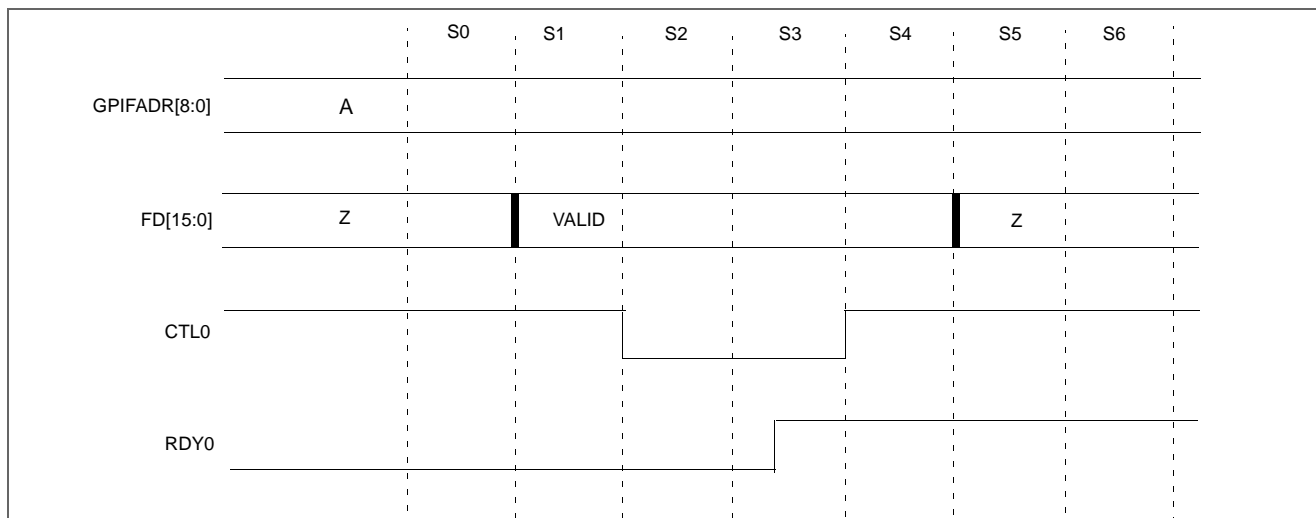 S0 S1 S2 S3 S4 S5 S6
GPIFADR[8:0] A
FD[15:0] Z VALID Z
CTL0
RDY0